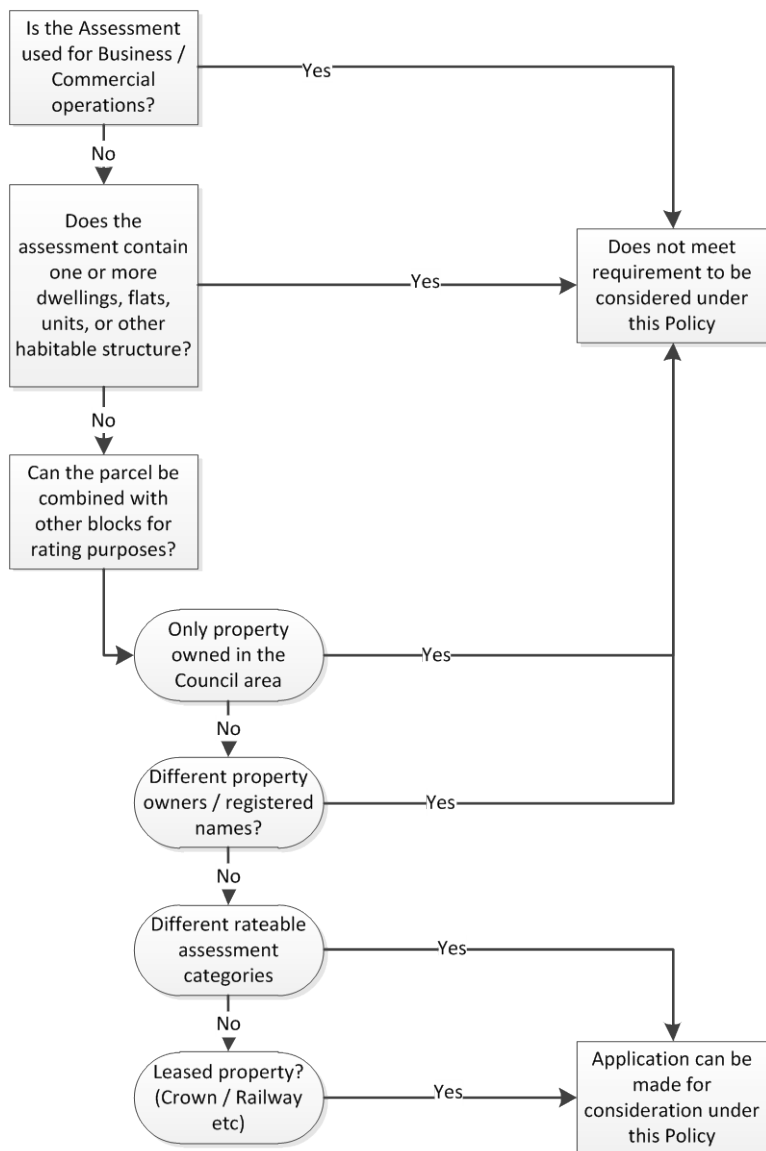 Is the Assessment
used for Business /
Commercial
operations?
Yes
No
Does the
assessment contain
one or more
dwellings, flats,
units, or other
habitable structure?
Yes
Does not meet
requirement to be
considered under
this Policy
No
Can the parcel be
combined with
other blocks for
rating purposes?
Only property
owned in the
Council area
Yes
No
Different property
owners / registered
names?
Yes
No
Different rateable
assessment
categories
Yes
No
Leased property?
(Crown / Railway
etc)
Yes
Application can be
made for
consideration under
this Policy